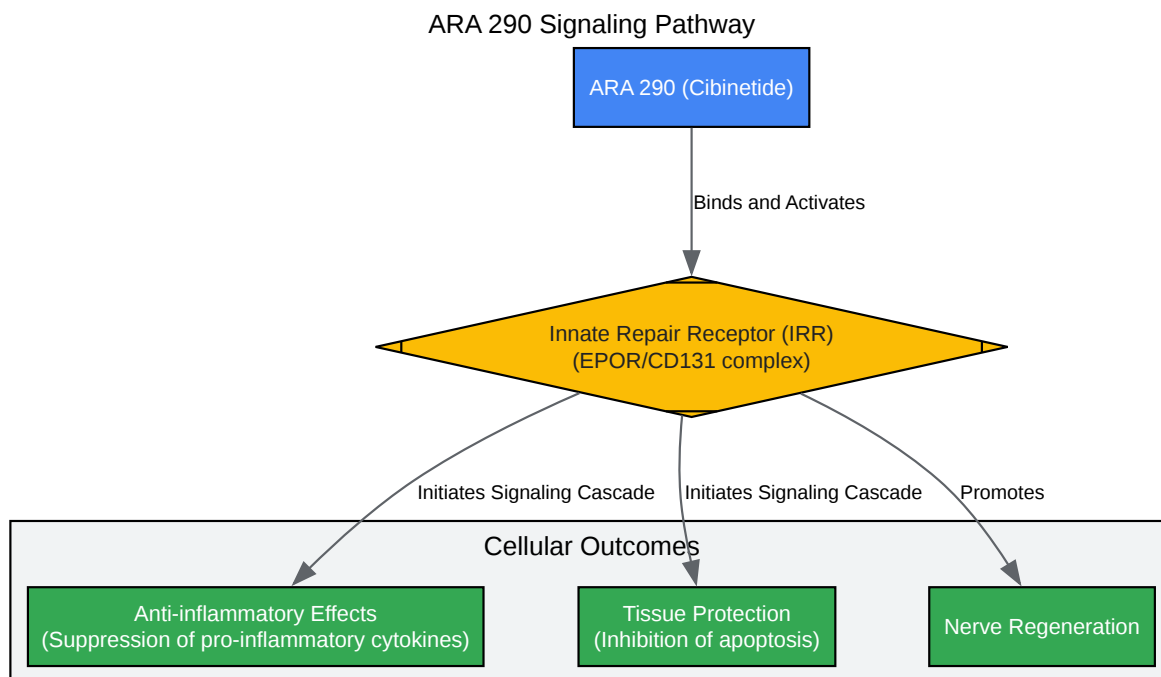 ARA 290 Signaling Pathway
ARA 290 (Cibinetide)
Binds and Activates
Innate Repair Receptor (IRR)
(EPOR/CD131 complex)
Initiates Signaling Cascade
Initiates Signaling Cascade
Promotes
Cellular Outcomes
Anti-inflammatory Effects
(Suppression of pro-inflammatory cytokines)
Tissue Protection
(Inhibition of apoptosis)
Nerve Regeneration